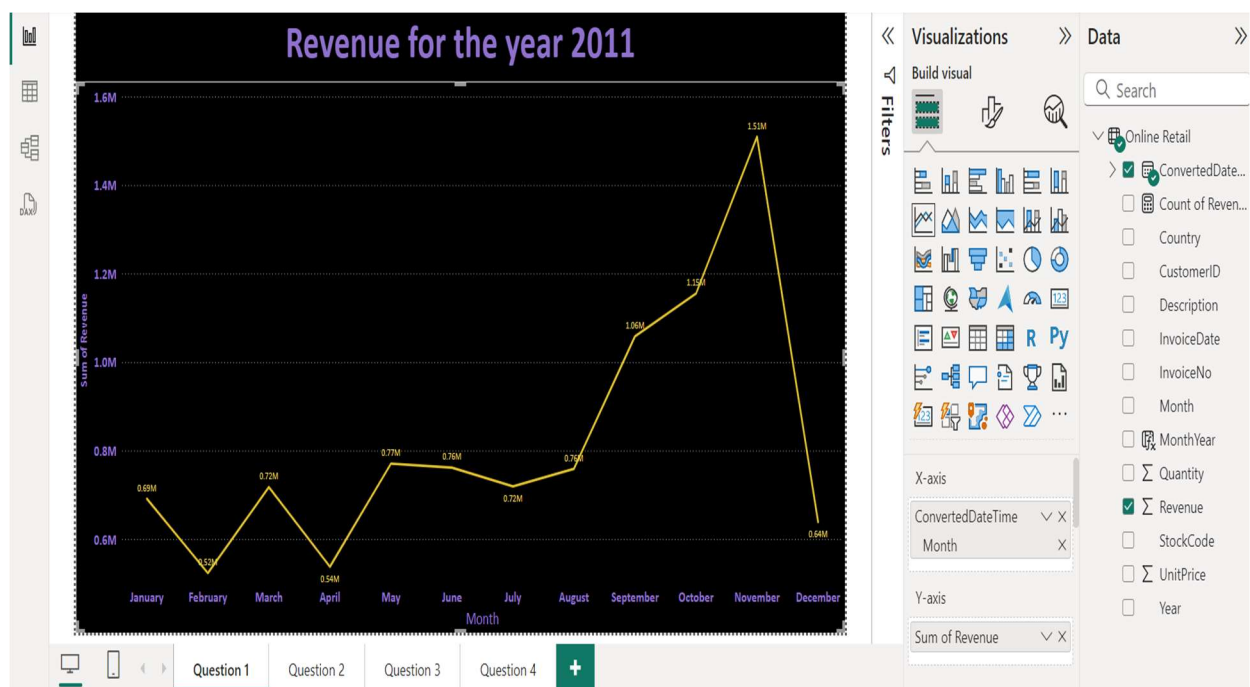 Revenue for the year 2011
1.6M
1.4M
1.2M
1.0M
0.8M
0.6M
Sum of Revenue
0.69M
0.52M
0.72M
0.54M
0.77M
0.76M
0.72M
0.76M
1.06M
1.15M
1.51M
0.64M
January February March April May June July August September October November December
Month
Question 1 Question 2 Question 3 Question 4 +
Filters
Visualizations
Build visual
123
R Py
123
...
X-axis
ConvertedDateTime
Month
Y-axis
Sum of Revenue
Data
Search
Online Retail
ConvertedDate...
Count of Reven...
Country
CustomerID
Description
InvoiceDate
InvoiceNo
Month
MonthYear
Σ Quantity
Σ Revenue
StockCode
Σ UnitPrice
Year
DAX